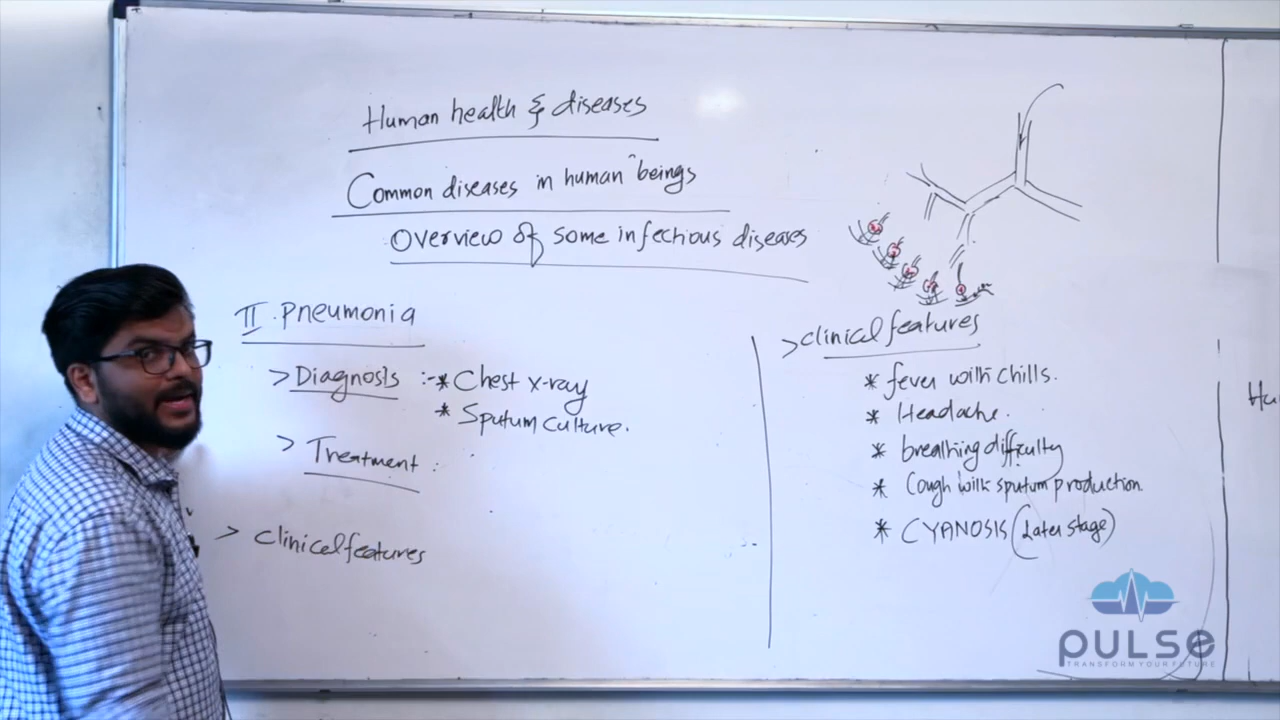 Human health & diseases
Common diseases in human beings
Overview of some infectious diseases
II. Pneumonia
> Diagnosis :- * Chest x-ray
* Sputum culture.
> Treatment :
> Clinical features
> Clinical features
* fever with chills.
* Headache.
* breathing difficulty
* Cough with sputum production.
* CYANOSIS (Later stage)
Hu
PULSE
TRANSFORM YOUR FUTURE